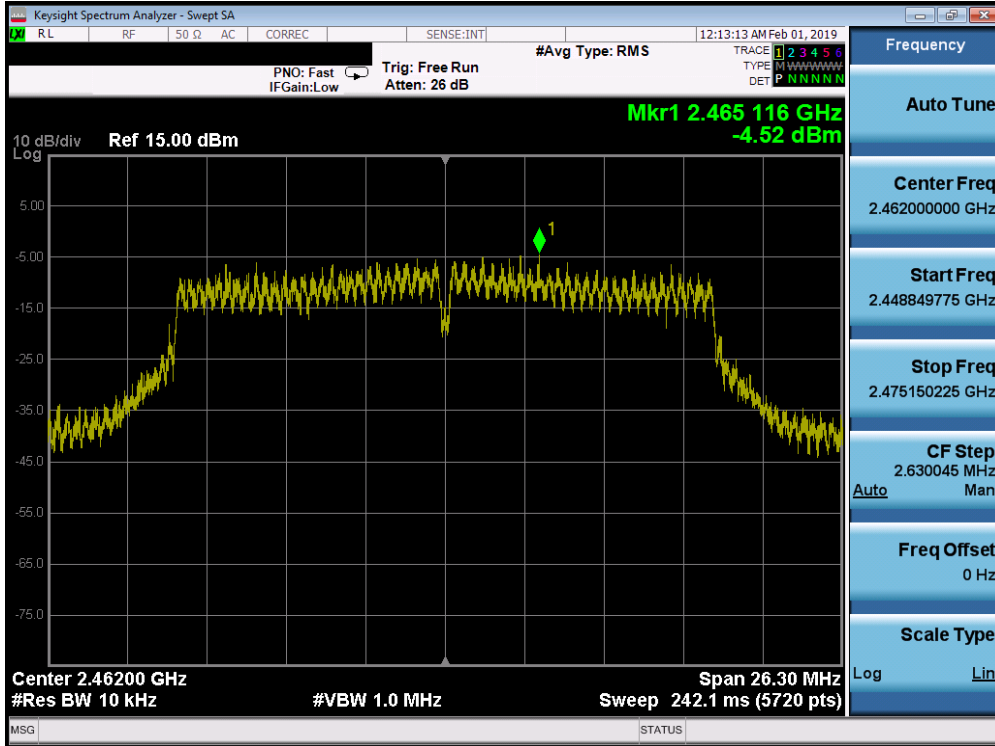 Keysight Spectrum Analyzer - Swept SA
LXI RL RF 50 Ω AC CORREC SENSE:INT 12:13:13 AM Feb 01, 2019
#Avg Type: RMS
TRACE 1 2 3 4 5 6
TYPE M WWWWW
DET P N N N N N
PNO: Fast
IFGain:Low
Trig: Free Run
Atten: 26 dB
Mkr1 2.465 116 GHz
-4.52 dBm
10 dB/div Ref 15.00 dBm
Log
5.00
-5.00
-15.0
-25.0
-35.0
-45.0
-55.0
-65.0
-75.0
1
Center 2.46200 GHz Span 26.30 MHz
#Res BW 10 kHz #VBW 1.0 MHz Sweep 242.1 ms (5720 pts)
MSG STATUS
Frequency
Auto Tune
Center Freq
2.462000000 GHz
Start Freq
2.448849775 GHz
Stop Freq
2.475150225 GHz
CF Step
2.630045 MHz
Auto Man
Freq Offset
0 Hz
Scale Type
Log Lin